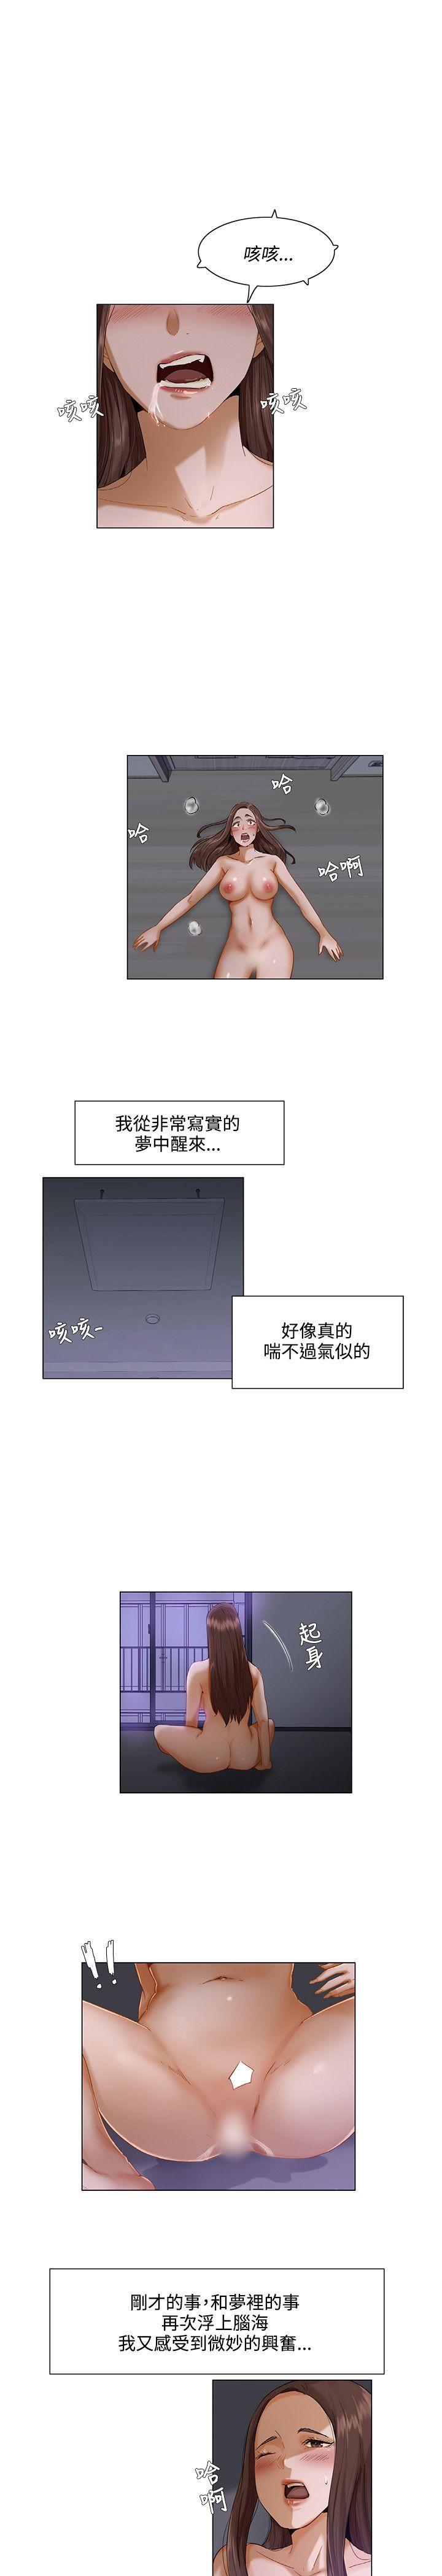 咳咳...
咳咳
咳咳
哈
哈
哈啊
我從非常寫實的
夢中醒來...
咳咳-
好像真的
喘不過氣似的
起身
!!
剛才的事,和夢裡的事
再次浮上腦海
我又感受到微妙的興奮...
哈啊